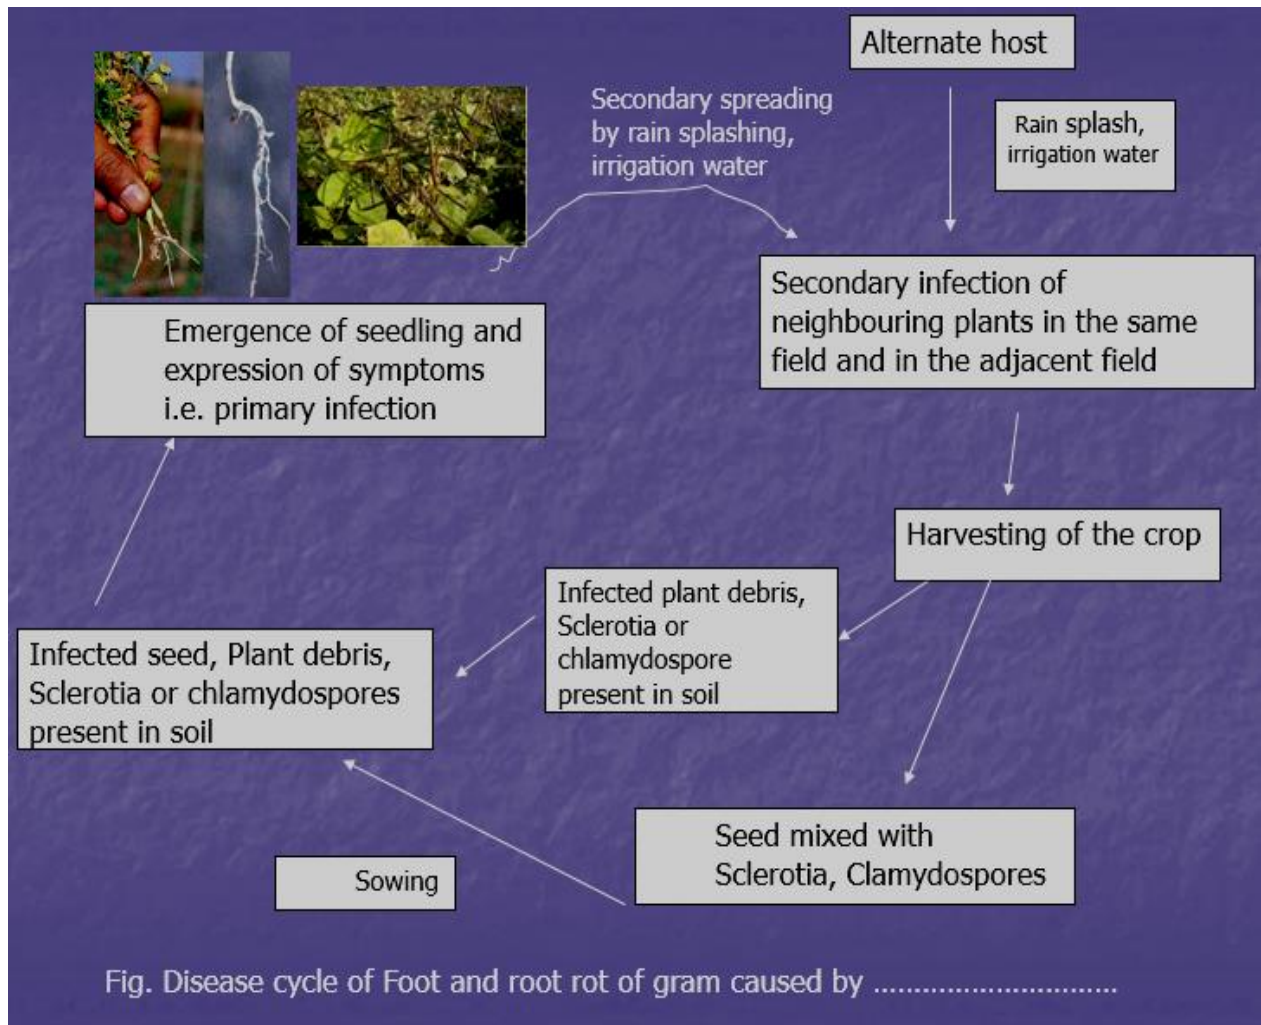 Alternate host
Secondary spreading
by rain splashing,
irrigation water
Rain splash,
irrigation water
Secondary infection of
neighbouring plants in the same
field and in the adjacent field
Emergence of seedling and
expression of symptoms
i.e. primary infection
Harvesting of the crop
Infected plant debris,
Sclerotia or
chlamydospore
present in soil
Infected seed, Plant debris,
Sclerotia or chlamydospores
present in soil
Seed mixed with
Sclerotia, Clamydospores
Sowing
Fig. Disease cycle of Foot and root rot of gram caused by ..............................